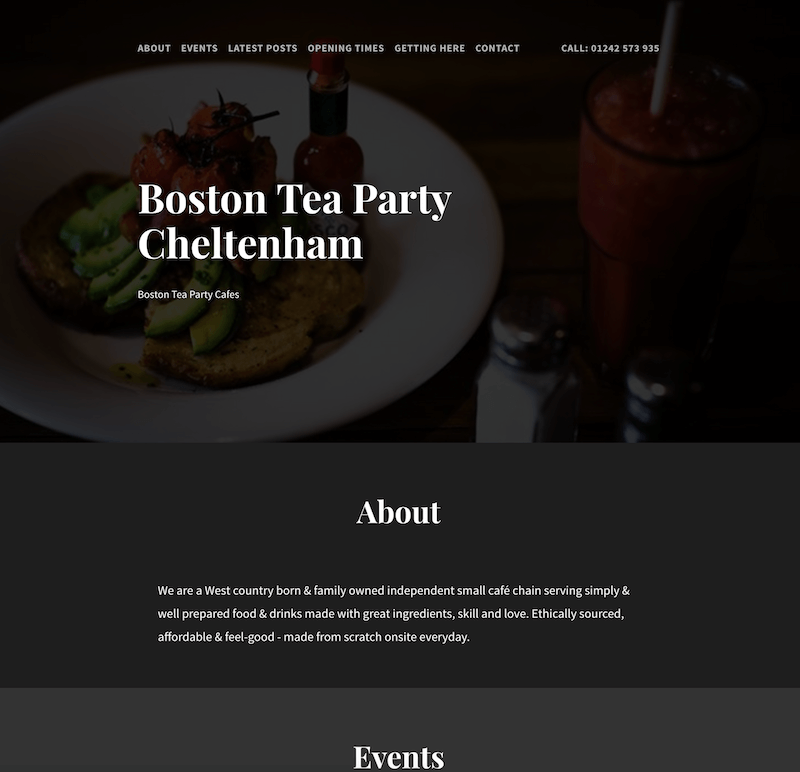 ABOUT EVENTS LATEST POSTS OPENING TIMES GETTING HERE CONTACT CALL: 01242 573 935
Boston Tea Party
Cheltenham
Boston Tea Party Cafes
About
We are a West country born & family owned independent small café chain serving simply &
well prepared food & drinks made with great ingredients, skill and love. Ethically sourced,
affordable & feel-good - made from scratch onsite everyday.
Events